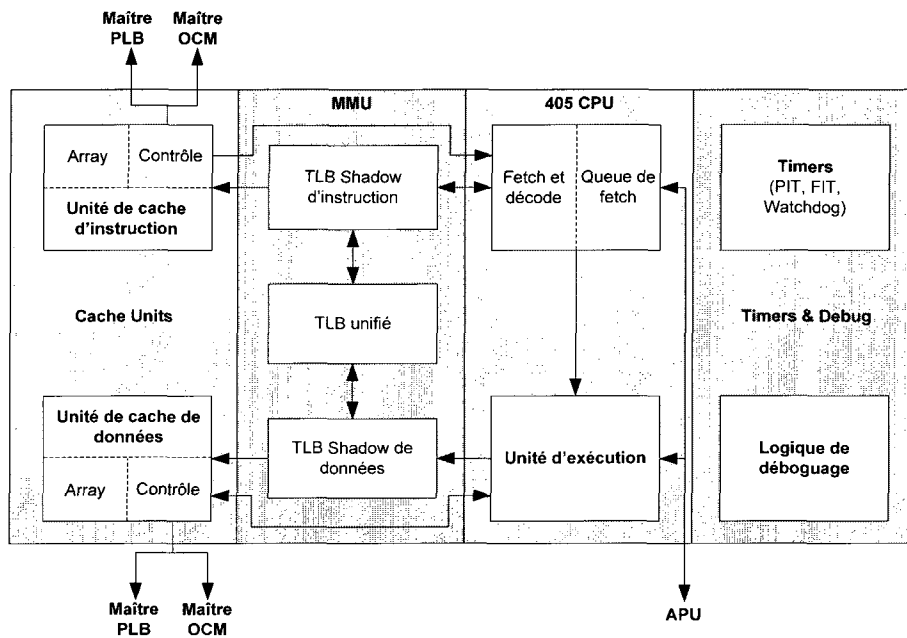 Maître
PLB
Maître
OCM
MMU
405 CPU
Array
Contrôle
Unité de cache
d'instruction
TLB Shadow
d'instruction
Fetch et
décode
Queue de
fetch
Timers
(PIT, FIT,
Watchdog)
Cache Units
TLB unifié
Timers & Debug
Unité de cache de
données
Array
Contrôle
TLB Shadow de
données
Unité d'exécution
Logique de
déboguage
Maître
PLB
Maître
OCM
APU